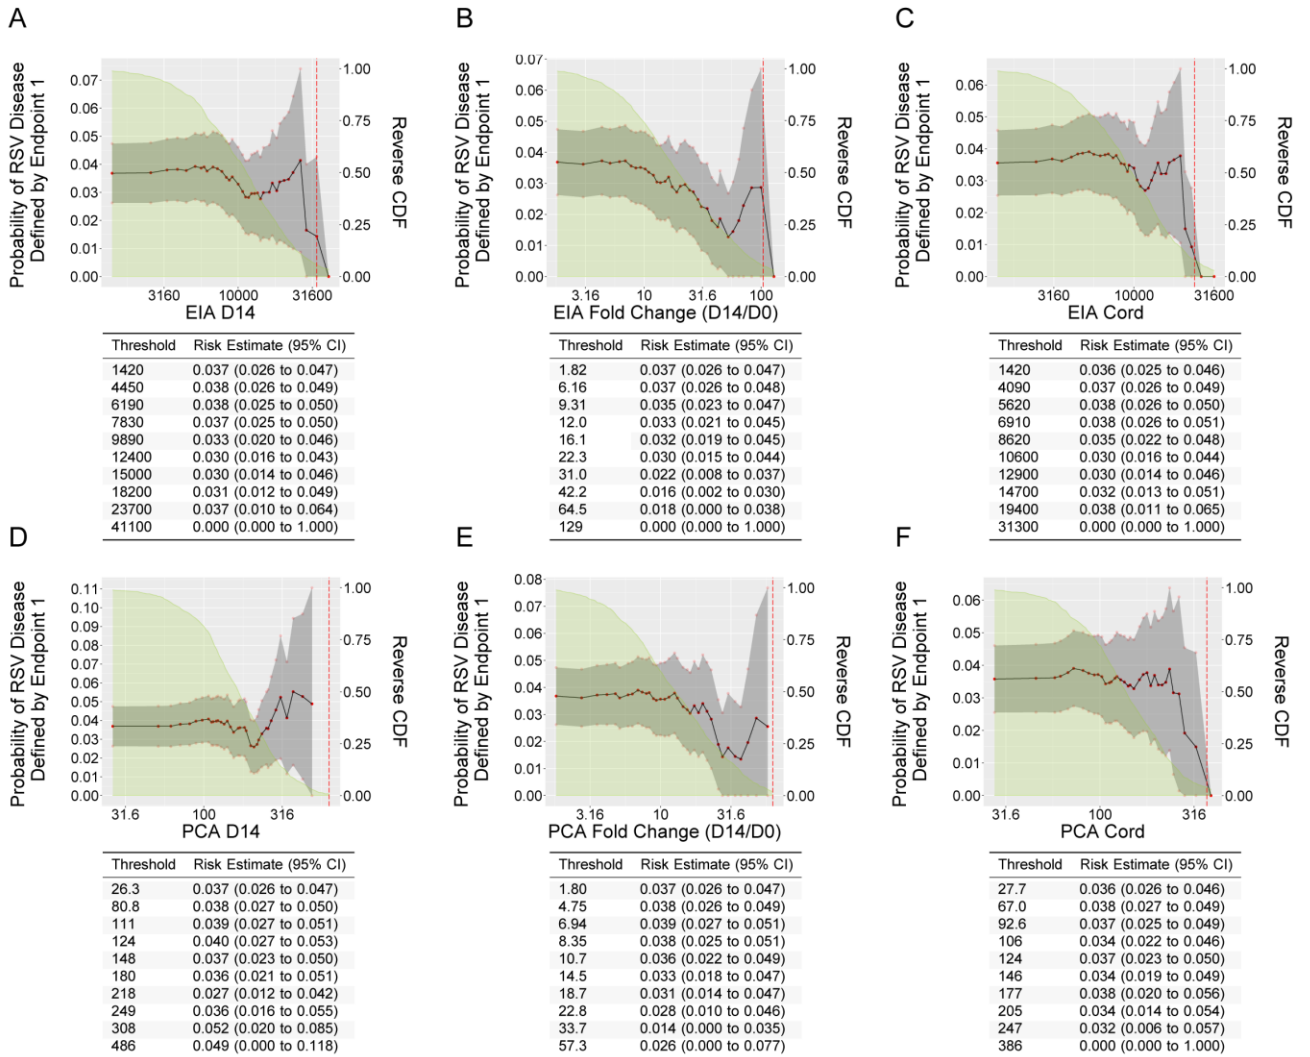 A
Probability of RSV Disease
Defined by Endpoint 1
0.07
0.06
0.05
0.04
0.03
0.02
0.01
0.00
1.00
0.75
0.50
0.25
0.00
Reverse CDF
3160 10000 31600
EIA D14
Threshold Risk Estimate (95% CI)
1420 0.037 (0.026 to 0.047)
4450 0.038 (0.026 to 0.049)
6190 0.038 (0.025 to 0.050)
7830 0.037 (0.025 to 0.050)
9890 0.033 (0.020 to 0.046)
12400 0.030 (0.016 to 0.043)
15000 0.030 (0.014 to 0.046)
18200 0.031 (0.012 to 0.049)
23700 0.037 (0.010 to 0.064)
41100 0.000 (0.000 to 1.000)
B
Probability of RSV Disease
Defined by Endpoint 1
0.07
0.06
0.05
0.04
0.03
0.02
0.01
0.00
1.00
0.75
0.50
0.25
0.00
Reverse CDF
3.16 10 31.6 100
EIA Fold Change (D14/D0)
Threshold Risk Estimate (95% CI)
1.82 0.037 (0.026 to 0.047)
6.16 0.037 (0.026 to 0.048)
9.31 0.035 (0.023 to 0.047)
12.0 0.033 (0.021 to 0.045)
16.1 0.032 (0.019 to 0.045)
22.3 0.030 (0.015 to 0.044)
31.0 0.022 (0.008 to 0.037)
42.2 0.016 (0.002 to 0.030)
64.5 0.018 (0.000 to 0.038)
129 0.000 (0.000 to 1.000)
C
Probability of RSV Disease
Defined by Endpoint 1
0.06
0.05
0.04
0.03
0.02
0.01
0.00
1.00
0.75
0.50
0.25
0.00
Reverse CDF
3160 10000 31600
EIA Cord
Threshold Risk Estimate (95% CI)
1420 0.036 (0.025 to 0.046)
4090 0.037 (0.026 to 0.049)
5620 0.038 (0.026 to 0.050)
6910 0.038 (0.026 to 0.051)
8620 0.035 (0.022 to 0.048)
10600 0.030 (0.016 to 0.044)
12900 0.030 (0.014 to 0.046)
14700 0.032 (0.013 to 0.051)
19400 0.038 (0.011 to 0.065)
31300 0.000 (0.000 to 1.000)
D
Probability of RSV Disease
Defined by Endpoint 1
0.11
0.10
0.09
0.08
0.07
0.06
0.05
0.04
0.03
0.02
0.01
0.00
1.00
0.75
0.50
0.25
0.00
Reverse CDF
31.6 100 316
PCA D14
Threshold Risk Estimate (95% CI)
26.3 0.037 (0.026 to 0.047)
80.8 0.038 (0.027 to 0.050)
111 0.039 (0.027 to 0.051)
124 0.040 (0.027 to 0.053)
148 0.037 (0.023 to 0.050)
180 0.036 (0.021 to 0.051)
218 0.027 (0.012 to 0.042)
249 0.036 (0.016 to 0.055)
308 0.052 (0.020 to 0.085)
486 0.049 (0.000 to 0.118)
E
Probability of RSV Disease
Defined by Endpoint 1
0.08
0.07
0.06
0.05
0.04
0.03
0.02
0.01
0.00
1.00
0.75
0.50
0.25
0.00
Reverse CDF
3.16 10 31.6
PCA Fold Change (D14/D0)
Threshold Risk Estimate (95% CI)
1.80 0.037 (0.026 to 0.047)
4.75 0.038 (0.026 to 0.049)
6.94 0.039 (0.027 to 0.051)
8.35 0.038 (0.025 to 0.051)
10.7 0.036 (0.022 to 0.049)
14.5 0.033 (0.018 to 0.047)
18.7 0.031 (0.014 to 0.047)
22.8 0.028 (0.010 to 0.046)
33.7 0.014 (0.000 to 0.035)
57.3 0.026 (0.000 to 0.077)
F
Probability of RSV Disease
Defined by Endpoint 1
0.06
0.05
0.04
0.03
0.02
0.01
0.00
1.00
0.75
0.50
0.25
0.00
Reverse CDF
31.6 100 316
PCA Cord
Threshold Risk Estimate (95% CI)
27.7 0.036 (0.026 to 0.046)
67.0 0.038 (0.027 to 0.049)
92.6 0.037 (0.025 to 0.049)
106 0.034 (0.022 to 0.046)
124 0.037 (0.023 to 0.050)
146 0.034 (0.019 to 0.049)
177 0.038 (0.020 to 0.056)
205 0.034 (0.014 to 0.054)
247 0.032 (0.006 to 0.057)
386 0.000 (0.000 to 1.000)